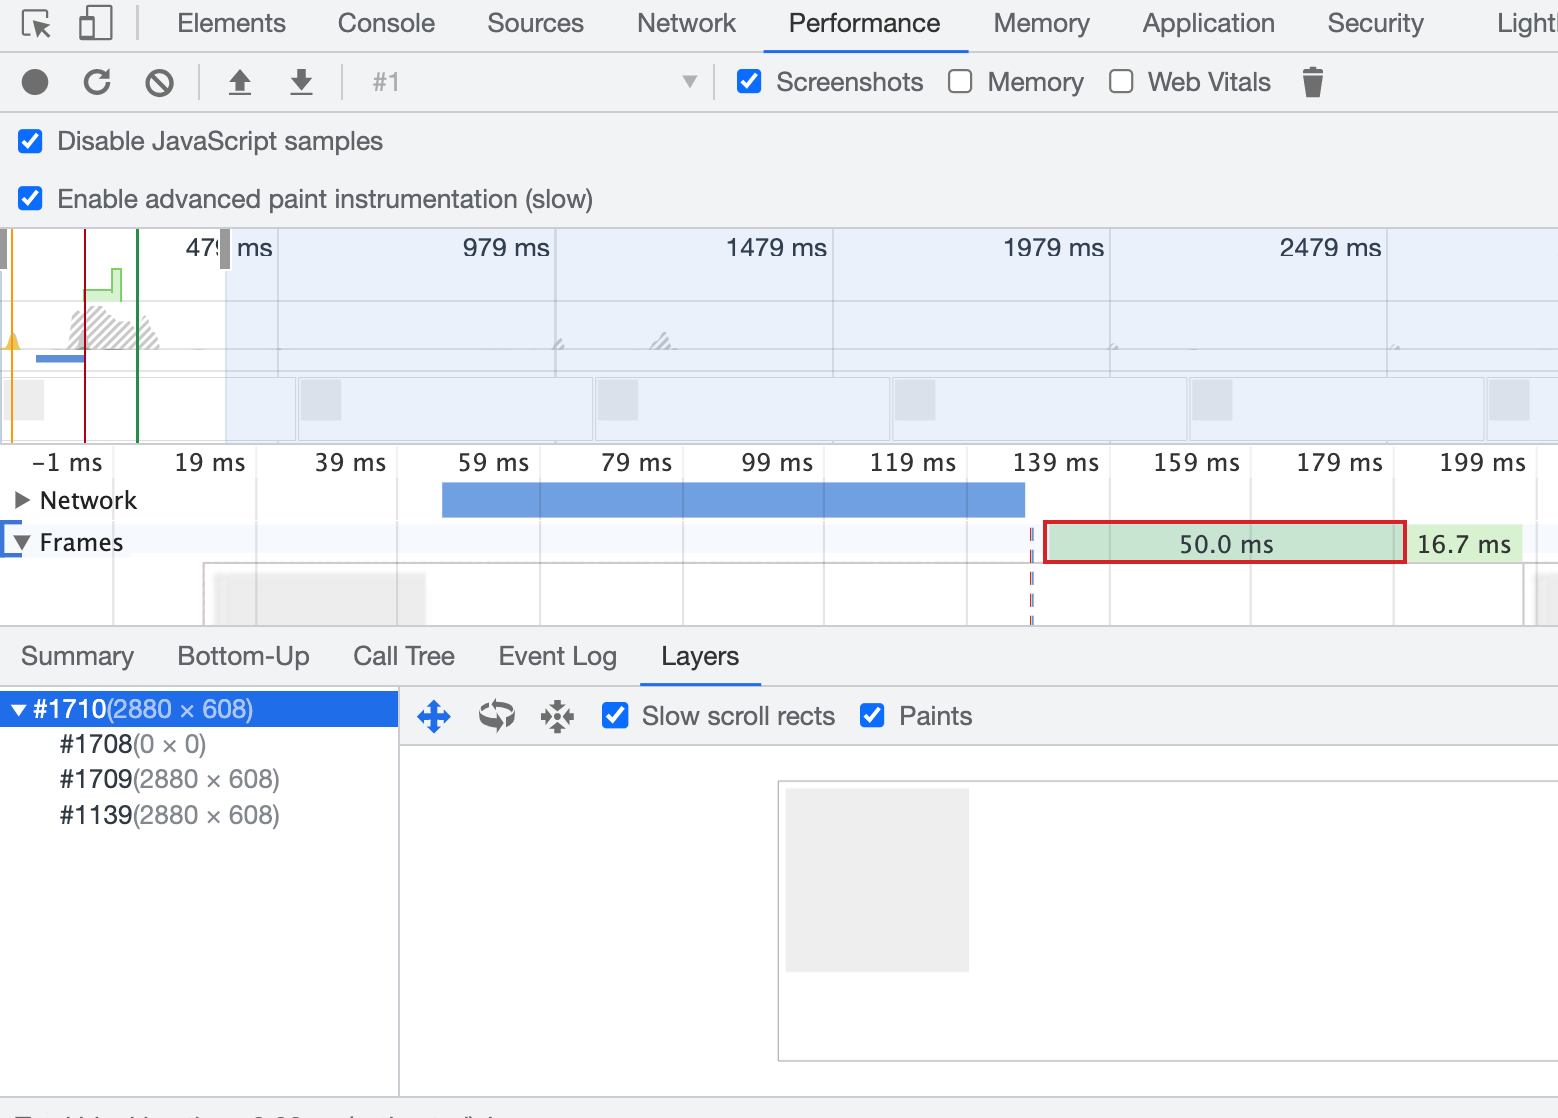 Elements Console Sources Network Performance Memory Application Security Light
#1 Screenshots Memory Web Vitals
Disable JavaScript samples
Enable advanced paint instrumentation (slow)
479 ms 979 ms 1479 ms 1979 ms 2479 ms
−1 ms 19 ms 39 ms 59 ms 79 ms 99 ms 119 ms 139 ms 159 ms 179 ms 199 ms
Network
Frames 50.0 ms 16.7 ms
Summary Bottom-Up Call Tree Event Log Layers
#1710(2880 × 608) Slow scroll rects Paints
#1708(0 × 0)
#1709(2880 × 608)
#1139(2880 × 608)